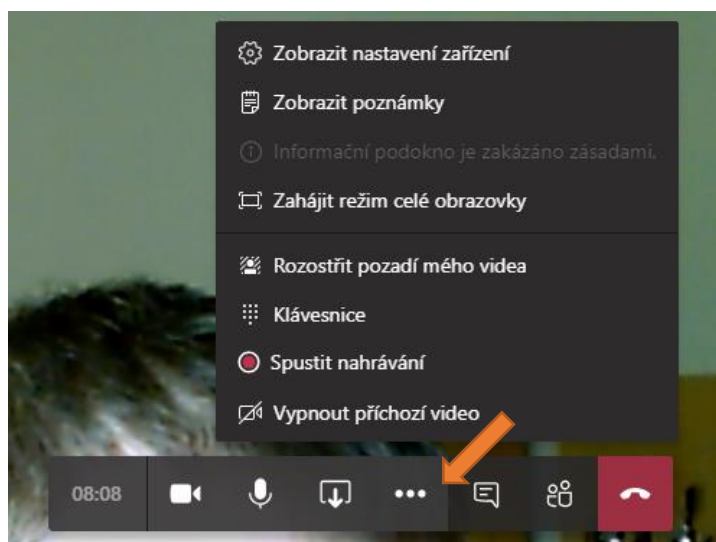 Zobrazit nastavení zařízení
Zobrazit poznámky
Informační podokno je zakázáno zásadami.
Zahájit režim celé obrazovky
Rozostřit pozadí mého videa
Klávesnice
Spustit nahrávání
Vypnout příchozí video
08:08